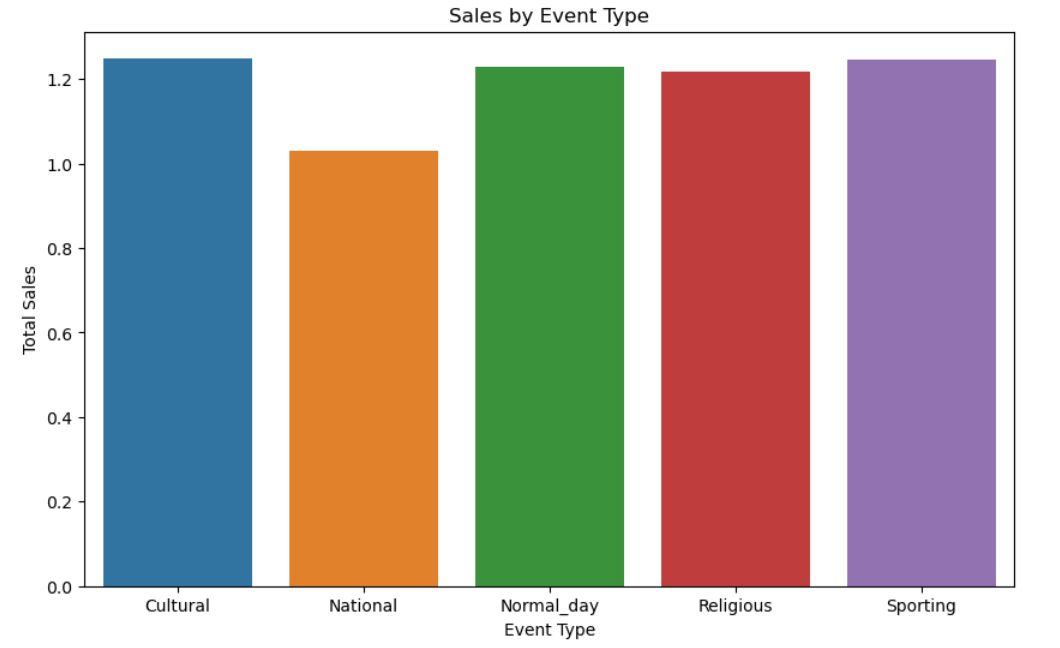 Sales by Event Type
Total Sales
1.2
1.0
0.8
0.6
0.4
0.2
0.0
Cultural National Normal_day Religious Sporting
Event Type